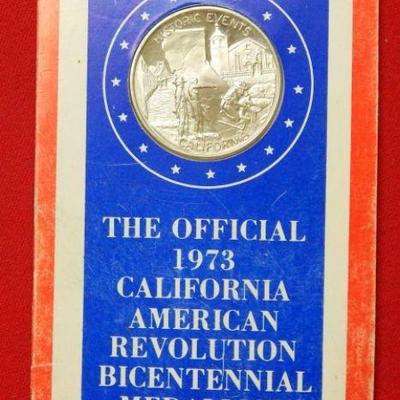 HISTORIC EVENTS
CALIFORNIA
THE OFFICIAL
1973
CALIFORNIA
AMERICAN
REVOLUTION
BICENTENNIAL